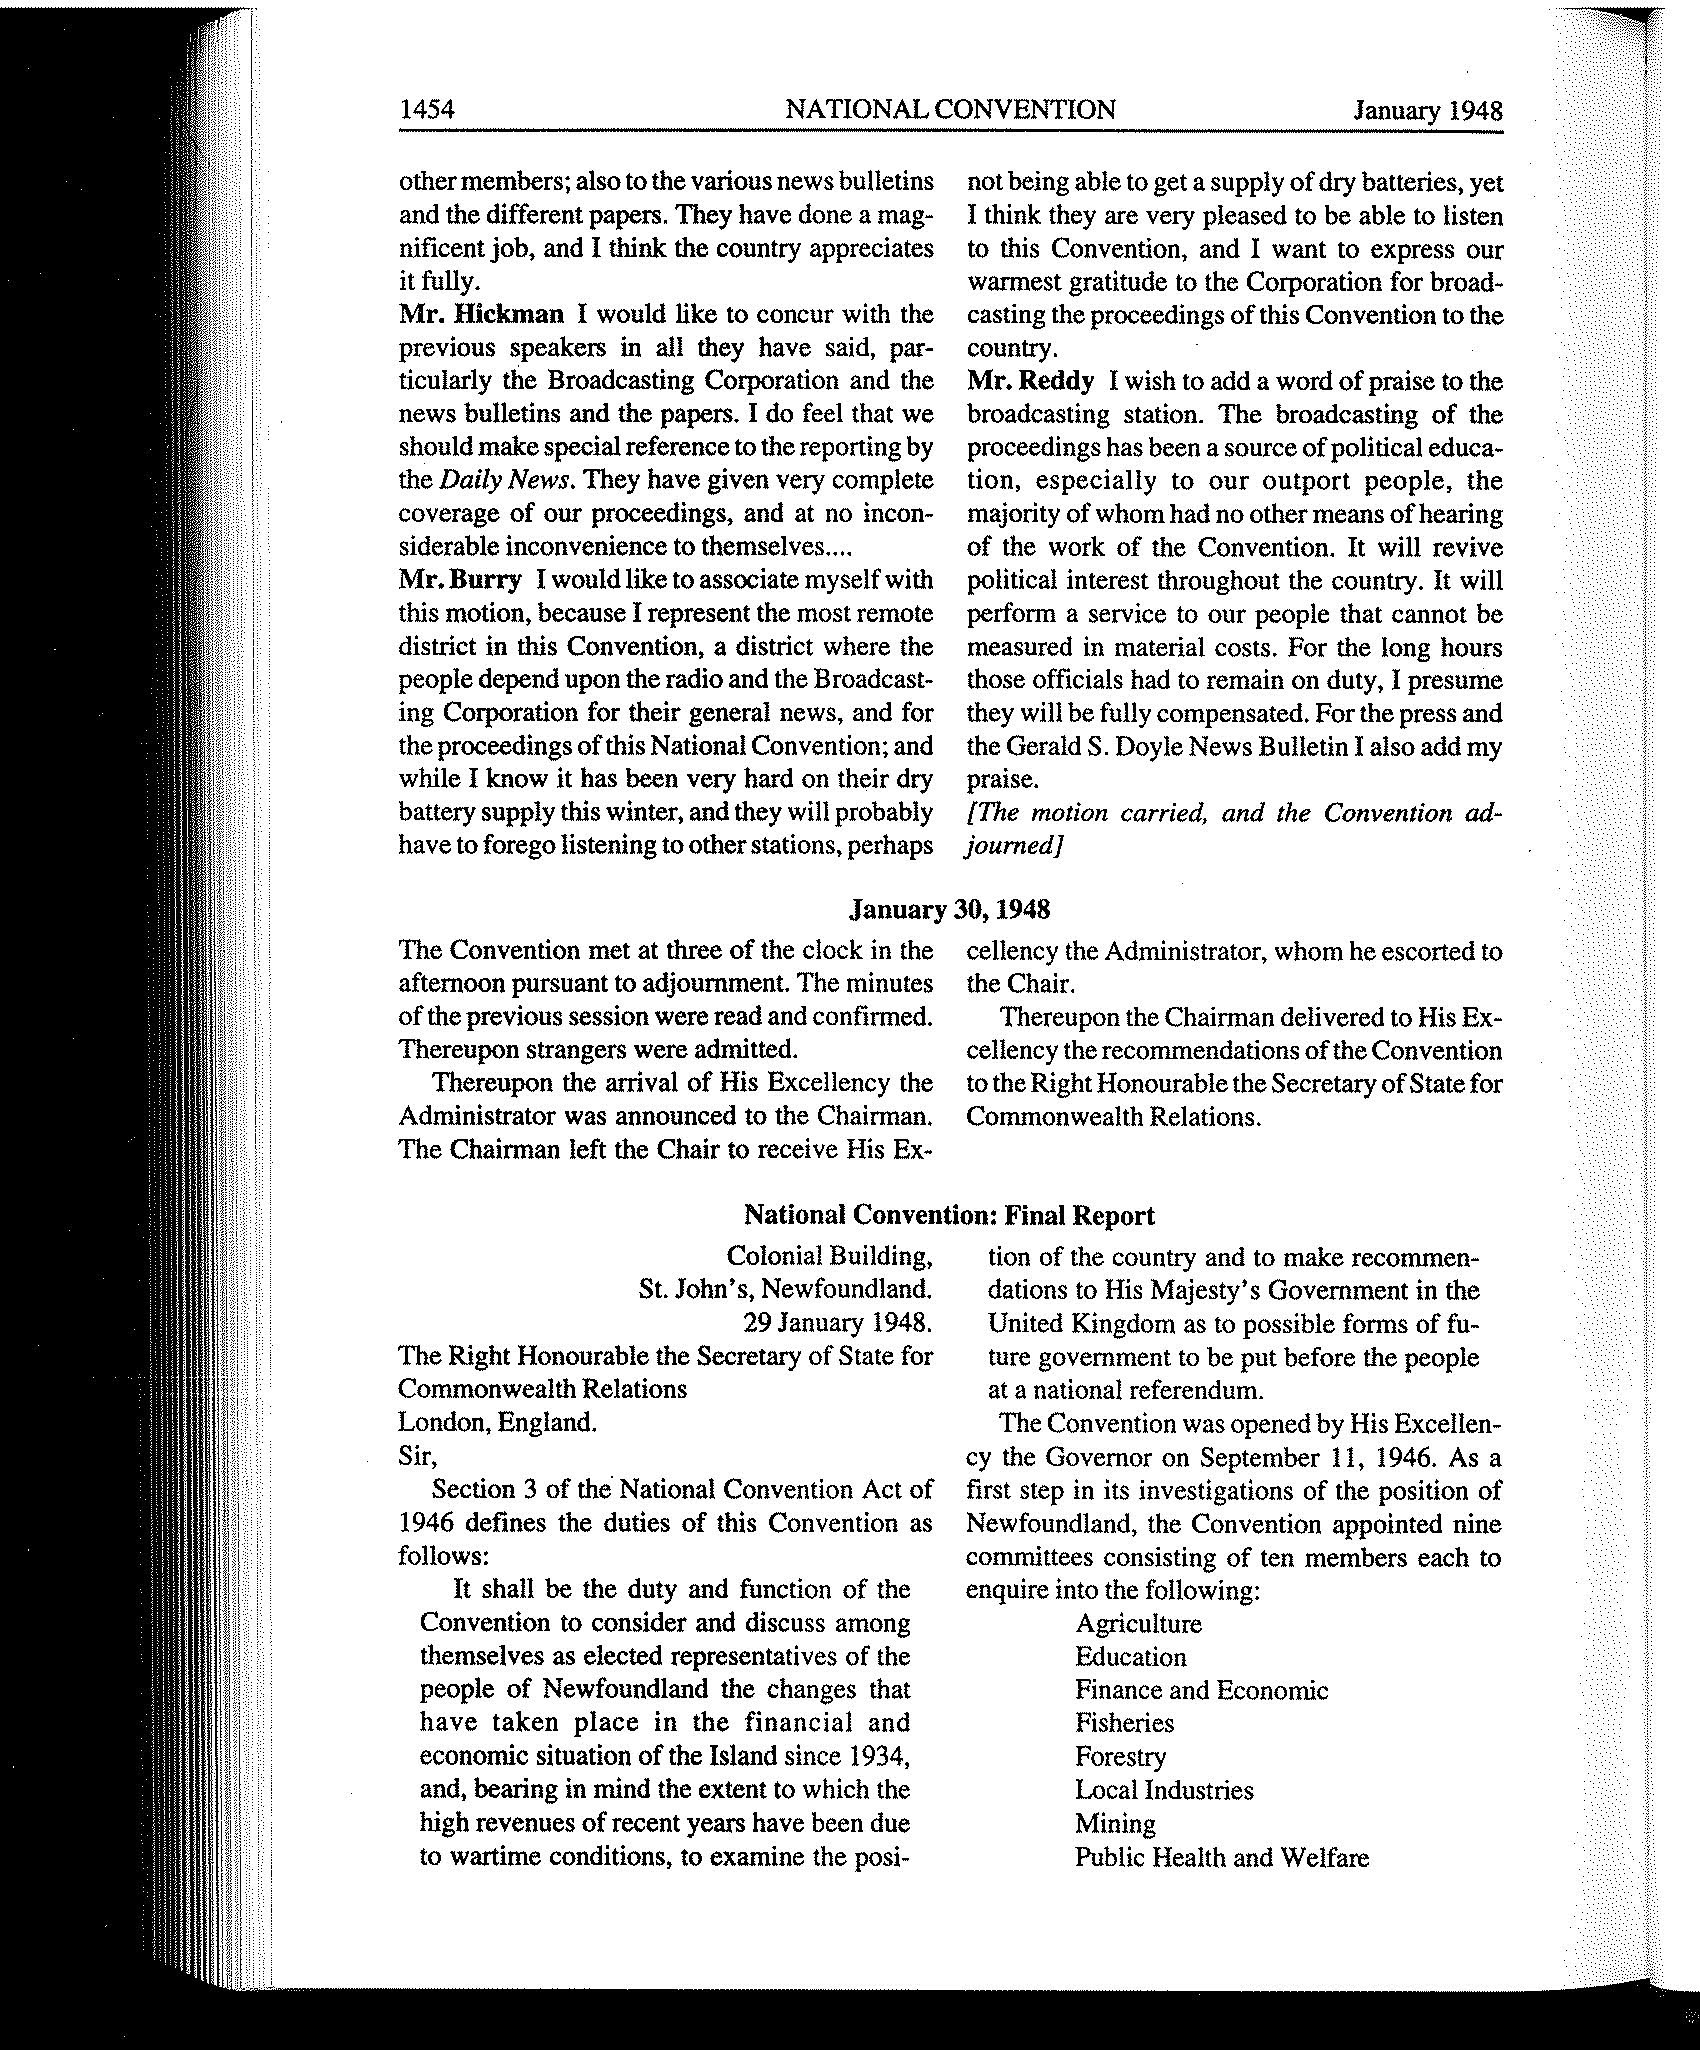 1454 NATIONAL CONVENTION January 1948
other members; also to the various news bulletins
and the different papers. They have done a mag-
nificent job, and I think the country appreciates
it fully.
Mr. Hickman I would like to concur with the
previous speakers in all they have said, par-
ticularly the Broadcasting Corporation and the
news bulletins and the papers. I do feel that we
should make special reference to the reporting by
the Daily News. They have given very complete
coverage of our proceedings, and at no incon-
siderable inconvenience to themselves....
Mr. Burry I would like to associate myself with
this motion, because I represent the most remote
district in this Convention, a district where the
people depend upon the radio and the Broadcast-
ing Corporation for their general news, and for
the proceedings of this National Convention; and
while I know it has been very hard on their dry
battery supply this winter, and they will probably
have to forego listening to other stations, perhaps
not being able to get a supply of dry batteries, yet
I think they are very pleased to be able to listen
to this Convention, and I want to express our
warmest gratitude to the Corporation for broad-
casting the proceedings of this Convention to the
country.
Mr. Reddy I wish to add a word of praise to the
broadcasting station. The broadcasting of the
proceedings has been a source of political educa-
tion, especially to our outport people, the
majority of whom had no other means of hearing
of the work of the Convention. It will revive
political interest throughout the country. It will
perform a service to our people that cannot be
measured in material costs. For the long hours
those officials had to remain on duty, I presume
they will be fully compensated. For the press and
the Gerald S. Doyle News Bulletin I also add my
praise.
[The motion carried, and the Convention ad-
journed]
January 30, 1948
The Convention met at three of the clock in the
afternoon pursuant to adjournment. The minutes
of the previous session were read and confirmed.
Thereupon strangers were admitted.
Thereupon the arrival of His Excellency the
Administrator was announced to the Chairman.
The Chairman left the Chair to receive His Ex-
cellency the Administrator, whom he escorted to
the Chair.
Thereupon the Chairman delivered to His Ex-
cellency the recommendations of the Convention
to the Right Honourable the Secretary of State for
Commonwealth Relations.
National Convention: Final Report
Colonial Building,
St. John's, Newfoundland.
29 January 1948.
The Right Honourable the Secretary of State for
Commonwealth Relations
London, England.
Sir,
Section 3 of the National Convention Act of
1946 defines the duties of this Convention as
follows:
It shall be the duty and function of the
Convention to consider and discuss among
themselves as elected representatives of the
people of Newfoundland the changes that
have taken place in the financial and
economic situation of the Island since 1934,
and, bearing in mind the extent to which the
high revenues of recent years have been due
to wartime conditions, to examine the posi-
tion of the country and to make recommen-
dations to His Majesty's Government in the
United Kingdom as to possible forms of fu-
ture government to be put before the people
at a national referendum.
The Convention was opened by His Excellen-
cy the Governor on September 11, 1946. As a
first step in its investigations of the position of
Newfoundland, the Convention appointed nine
committees consisting of ten members each to
enquire into the following:
Agriculture
Education
Finance and Economic
Fisheries
Forestry
Local Industries
Mining
Public Health and Welfare